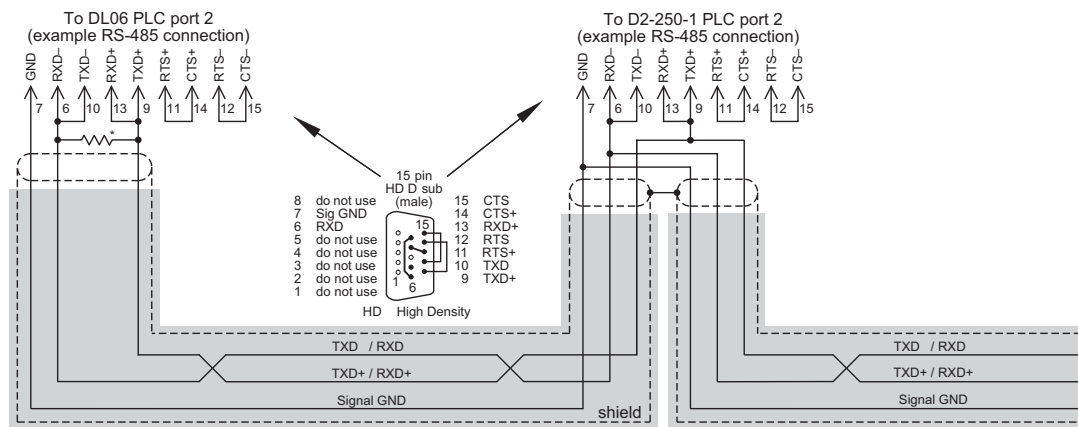 To DL06 PLC port 2
(example RS-485 connection)
GND
RXD–
TXD–
RXD+
TXD+
RTS+
CTS+
RTS–
CTS–
7 6 10 13 9 11 14 12 15
*
To D2-250-1 PLC port 2
(example RS-485 connection)
GND
RXD–
TXD–
RXD+
TXD+
RTS+
CTS+
RTS–
CTS–
7 6 10 13 9 11 14 12 15
15 pin
HD D sub
(male)
8 do not use
7 Sig GND
6 RXD
5 do not use
4 do not use
3 do not use
2 do not use
1 do not use
15
1
6
15 CTS
14 CTS+
13 RXD+
12 RTS
11 RTS+
10 TXD
9 TXD+
HD High Density
TXD / RXD
TXD+ / RXD+
Signal GND
shield
TXD / RXD
TXD+ / RXD+
Signal GND